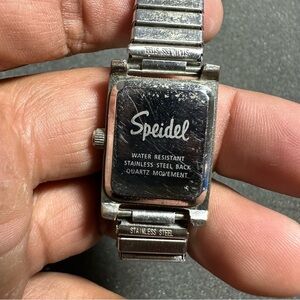 Speidel
WATER RESISTANT
STAINLESS STEEL BACK
QUARTZ MOVEMENT
STAINLESS STEEL